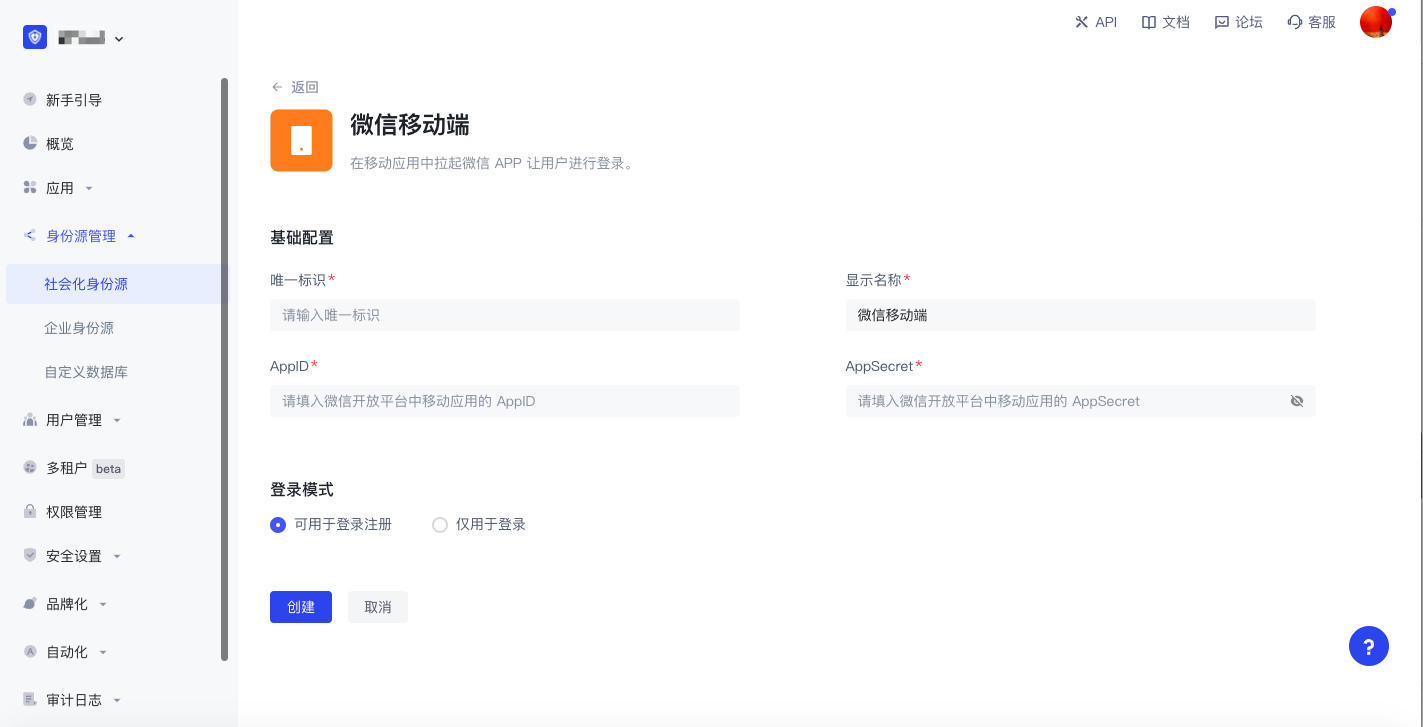 API 文档 论坛 客服
新手引导
概览
应用
身份源管理
社会化身份源
企业身份源
自定义数据库
用户管理
多租户 beta
权限管理
安全设置
品牌化
自动化
审计日志
返回
微信移动端
在移动应用中拉起微信 APP 让用户进行登录。
基础配置
唯一标识* 显示名称*
请输入唯一标识 微信移动端
AppID* AppSecret*
请填入微信开放平台中移动应用的 AppID 请填入微信开放平台中移动应用的 AppSecret
登录模式
可用于登录注册 仅用于登录
创建 取消
?